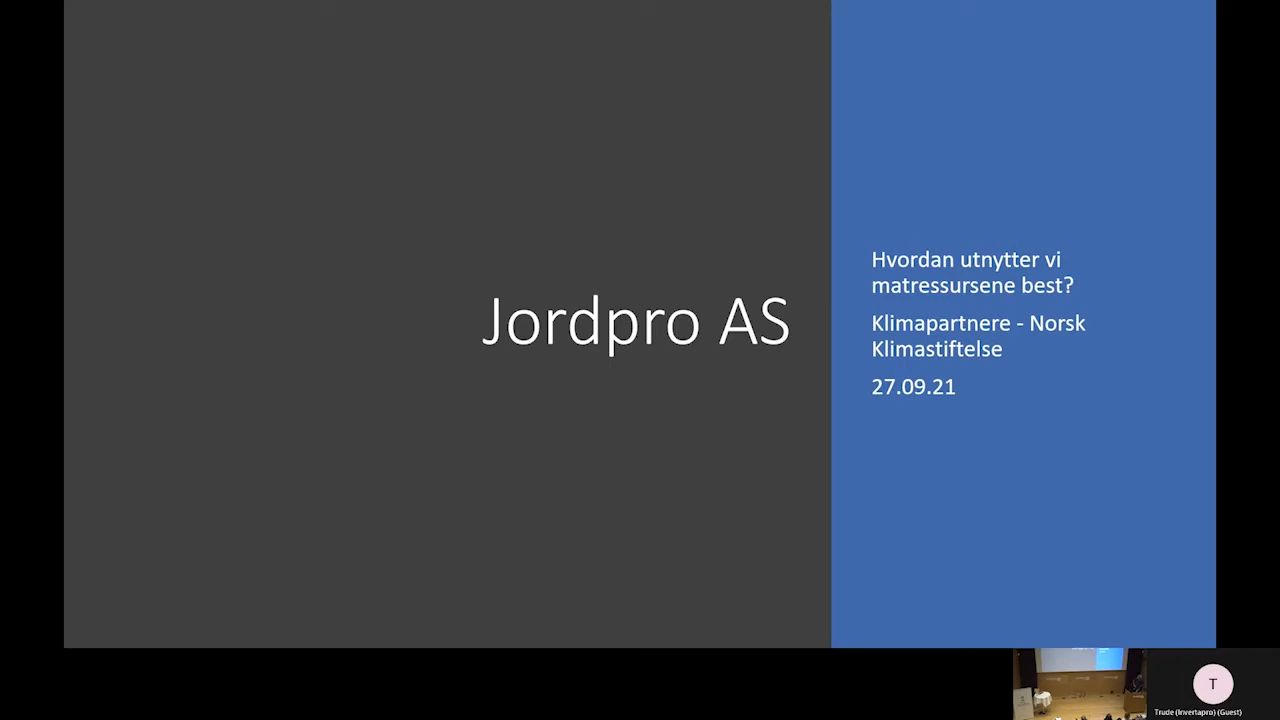 Jordpro AS
Hvordan utnytter vi
matressursene best?
Klimapartnere - Norsk
Klimastiftelse
27.09.21
T
Trude (Invertapro) (Guest)